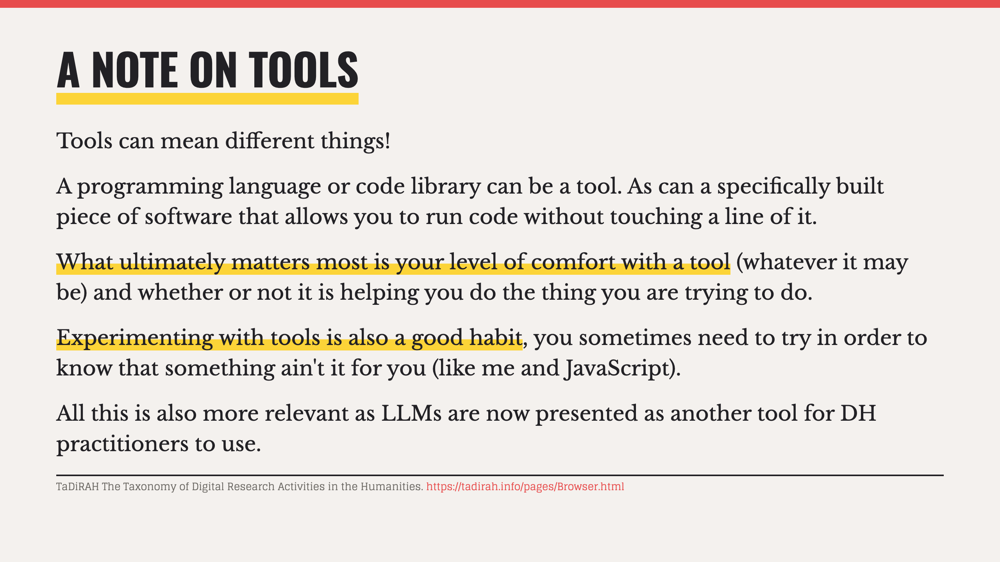 A NOTE ON TOOLS
Tools can mean different things!
A programming language or code library can be a tool. As can a specifically built
piece of software that allows you to run code without touching a line of it.
What ultimately matters most is your level of comfort with a tool (whatever it may
be) and whether or not it is helping you do the thing you are trying to do.
Experimenting with tools is also a good habit, you sometimes need to try in order to
know that something ain't it for you (like me and JavaScript).
All this is also more relevant as LLMs are now presented as another tool for DH
practitioners to use.
TaDiRAH The Taxonomy of Digital Research Activities in the Humanities. https://tadirah.info/pages/Browser.html